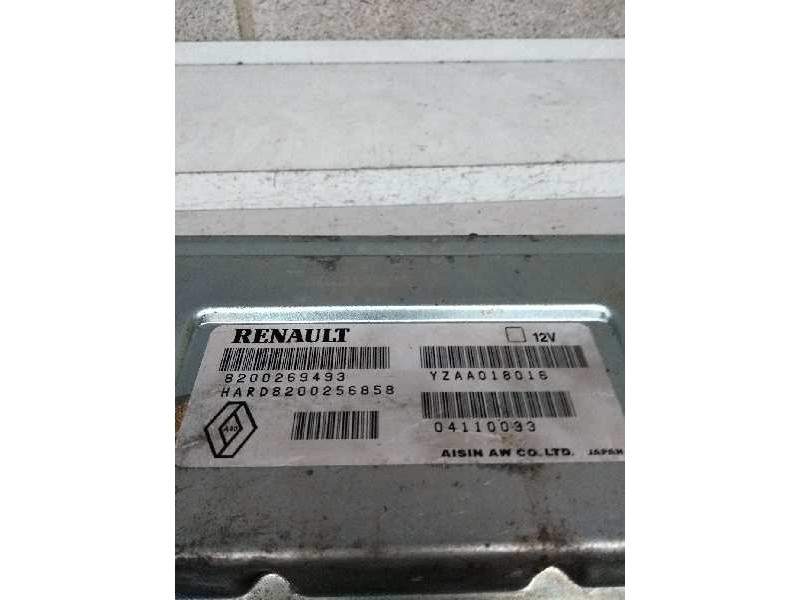 RENAULT
12V
8200269493
YZAA018016
HARD8200256858
04110033
AISIN AW CO.,LTD. JAPAN